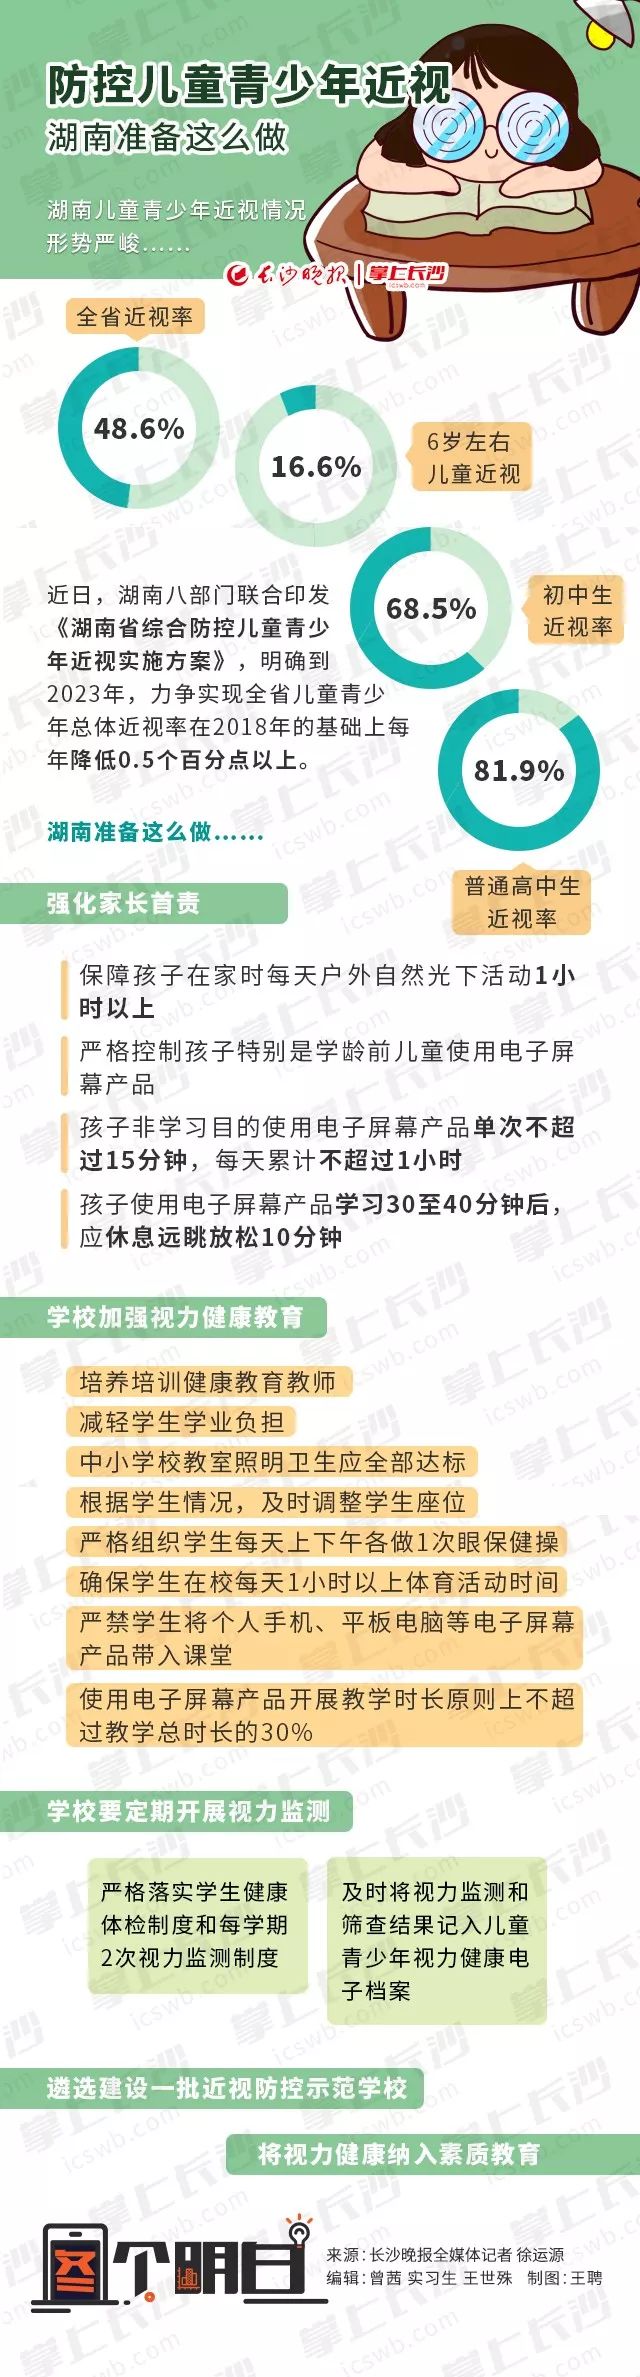 防控儿童青少年近视
湖南准备这么做
湖南儿童青少年近视情况
形势严峻……
长沙晚报|掌上长沙
icswb.com
全省近视率
48.6%
16.6%
6岁左右
儿童近视
68.5%
初中生
近视率
近日，湖南八部门联合印发
《湖南省综合防控儿童青少
年近视实施方案》，明确到
2023年，力争实现全省儿童青少
年总体近视率在2018年的基础上每
年降低0.5个百分点以上。
81.9%
普通高中生
近视率
湖南准备这么做……
强化家长首责
保障孩子在家时每天户外自然光下活动1小
时以上
严格控制孩子特别是学龄前儿童使用电子屏
幕产品
孩子非学习目的使用电子屏幕产品单次不超
过15分钟，每天累计不超过1小时
孩子使用电子屏幕产品学习30至40分钟后，
应休息远眺放松10分钟
学校加强视力健康教育
培养培训健康教育教师
减轻学生学业负担
中小学校教室照明卫生应全部达标
根据学生情况，及时调整学生座位
严格组织学生每天上下午各做1次眼保健操
确保学生在校每天1小时以上体育活动时间
严禁学生将个人手机、平板电脑等电子屏幕
产品带入课堂
使用电子屏幕产品开展教学时长原则上不超
过教学总时长的30%
学校要定期开展视力监测
严格落实学生健康
体检制度和每学期
2次视力监测制度
及时将视力监测和
筛查结果记入儿童
青少年视力健康电
子档案
遴选建设一批近视防控示范学校
将视力健康纳入素质教育
图个明白
来源：长沙晚报全媒体记者 徐运源
编辑：曾茜 实习生 王世殊 制图：王聘